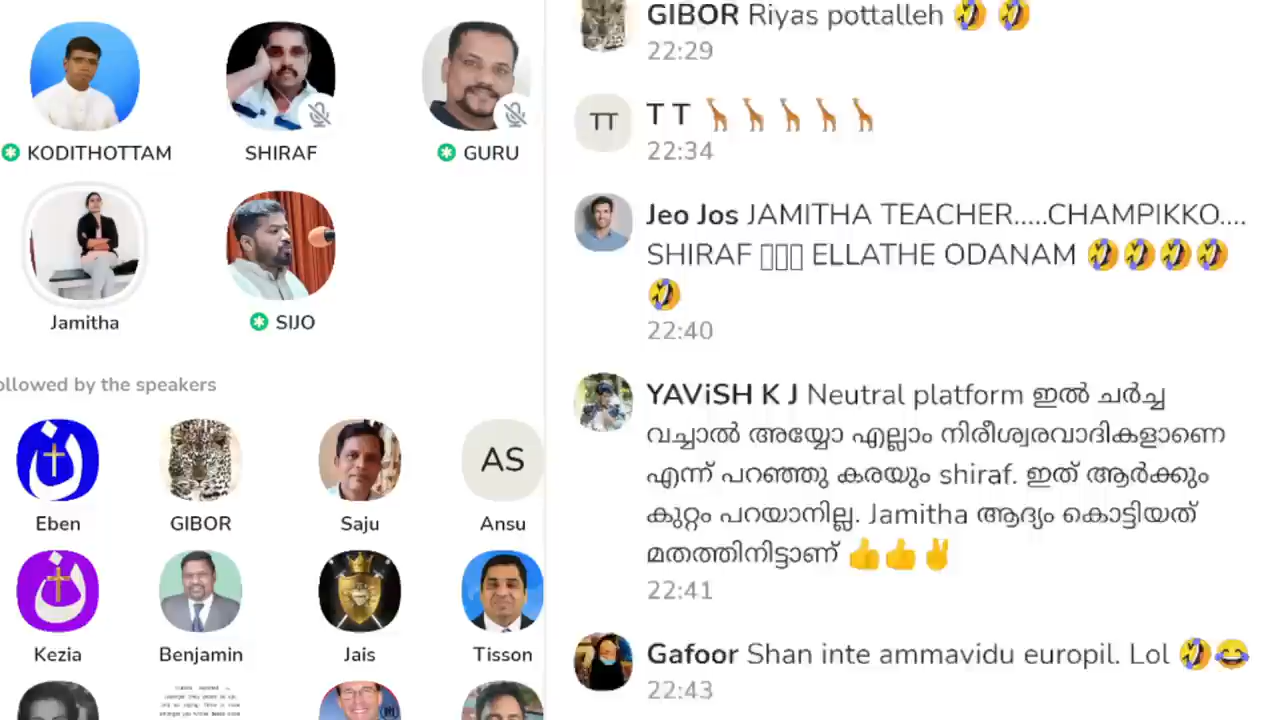 KODITHOTTAM
SHIRAF
GURU
Jamitha
SIJO
ollowed by the speakers
Eben
GIBOR
Saju
AS
Ansu
Kezia
Benjamin
Jais
Tisson
GIBOR Riyas pottalleh 🤣 🤣
22:29
TT
T T 🦒🦒🦒🦒🦒
22:34
Jeo Jos JAMITHA TEACHER.....CHAMPIKKO....
SHIRAF ▯▯▯ ELLATHE ODANAM 🤣🤣🤣🤣
🤣
22:40
YAViSH K J Neutral platform ഇൽ ചർച്ച
വച്ചാൽ അയ്യോ എല്ലാം നിരീശ്വരവാദികളാണെ
എന്ന് പറഞ്ഞു കരയും shiraf. ഇത് ആർക്കും
കുറ്റം പറയാനില്ല. Jamitha ആദ്യം കൊട്ടിയത്
മതത്തിനിട്ടാണ് 👍👍✌
22:41
Gafoor Shan inte ammavidu europil. Lol 🤣😂
22:43